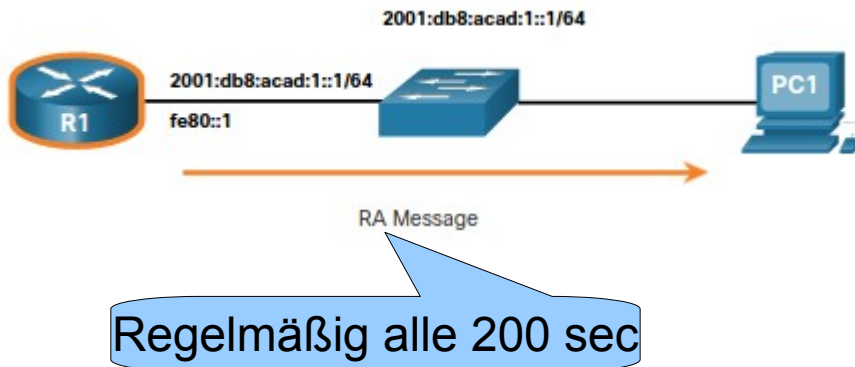 2001:db8:acad:1::1/64
2001:db8:acad:1::1/64
R1
fe80::1
PC1
RA Message
Regelmäßig alle 200 sec